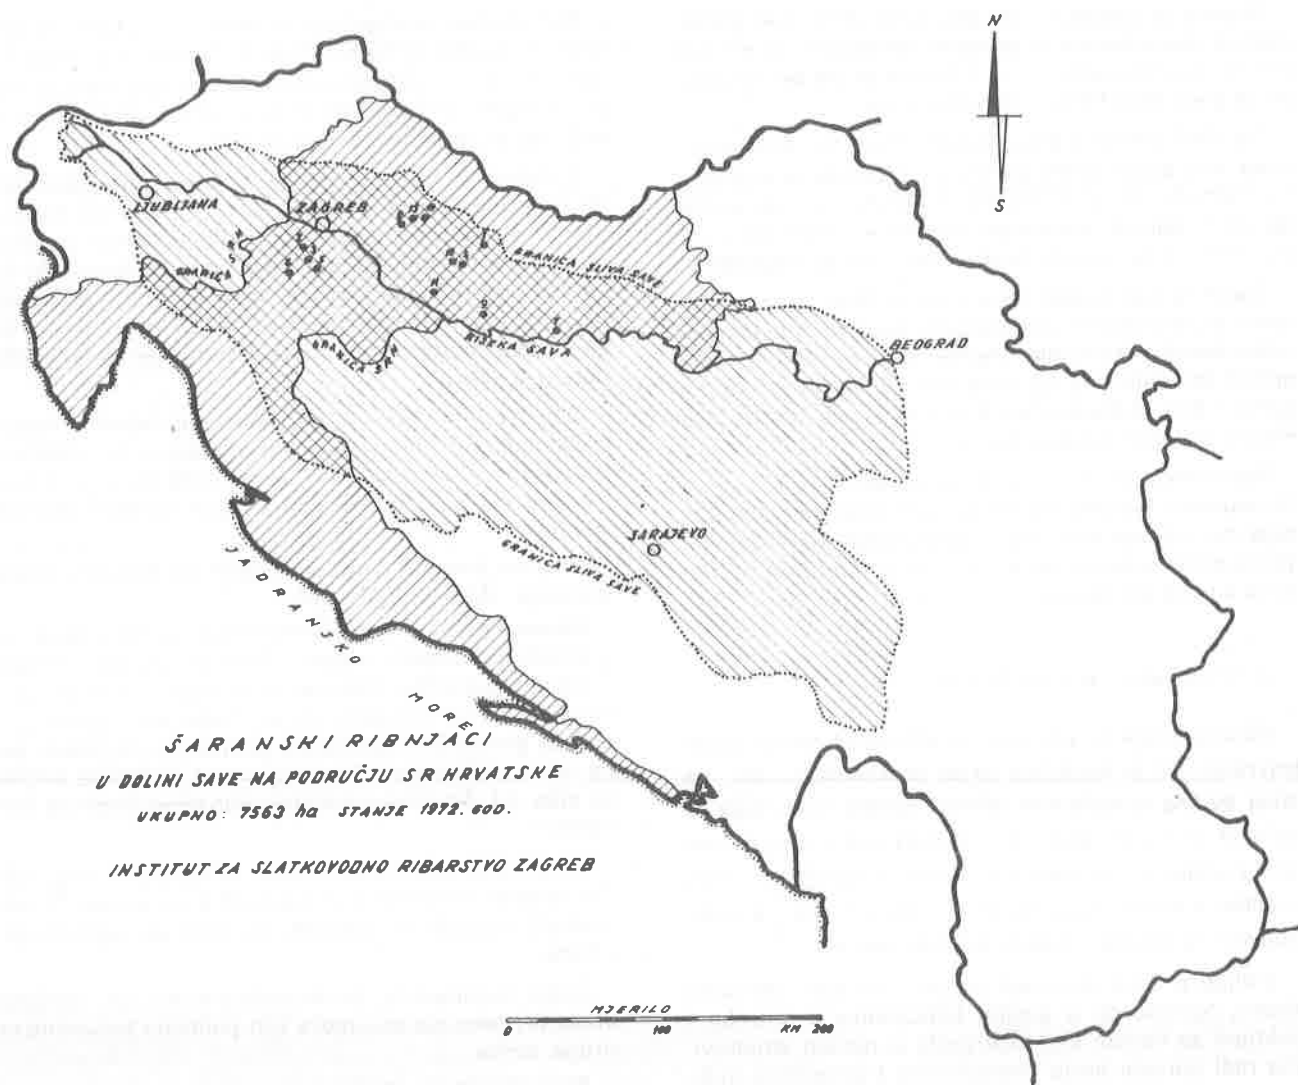 N
S
LJUBLJANA
ZAGREB
GRANICA SLIVA SAVE
GRANICA SRH
RIJEKA SAVA
BEOGRAD
SARAJEVO
GRANICA SLIVA SAVE
JADRANSKO MORE
ŠARANSKI RIBNJACI
U DOLINI SAVE NA PODRUČJU SR HRVATSKE
UKUPNO: 7563 ha STANJE 1972. GOD.
INSTITUT ZA SLATKOVODNO RIBARSTVO ZAGREB
MJERILO
0 100 KM 200